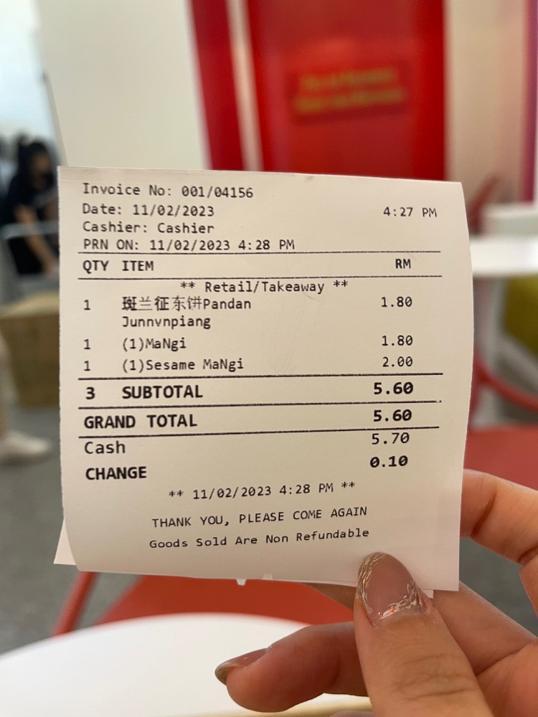 Invoice No: 001/04156
Date: 11/02/2023 4:27 PM
Cashier: Cashier
PRN ON: 11/02/2023 4:28 PM
QTY ITEM RM
** Retail/Takeaway **
1 斑兰征东饼Pandan 1.80
Junnvnpiang
1 (1)MaNgi 1.80
1 (1)Sesame MaNgi 2.00
3 SUBTOTAL 5.60
GRAND TOTAL 5.60
Cash 5.70
CHANGE 0.10
** 11/02/2023 4:28 PM **
THANK YOU, PLEASE COME AGAIN
Goods Sold Are Non Refundable